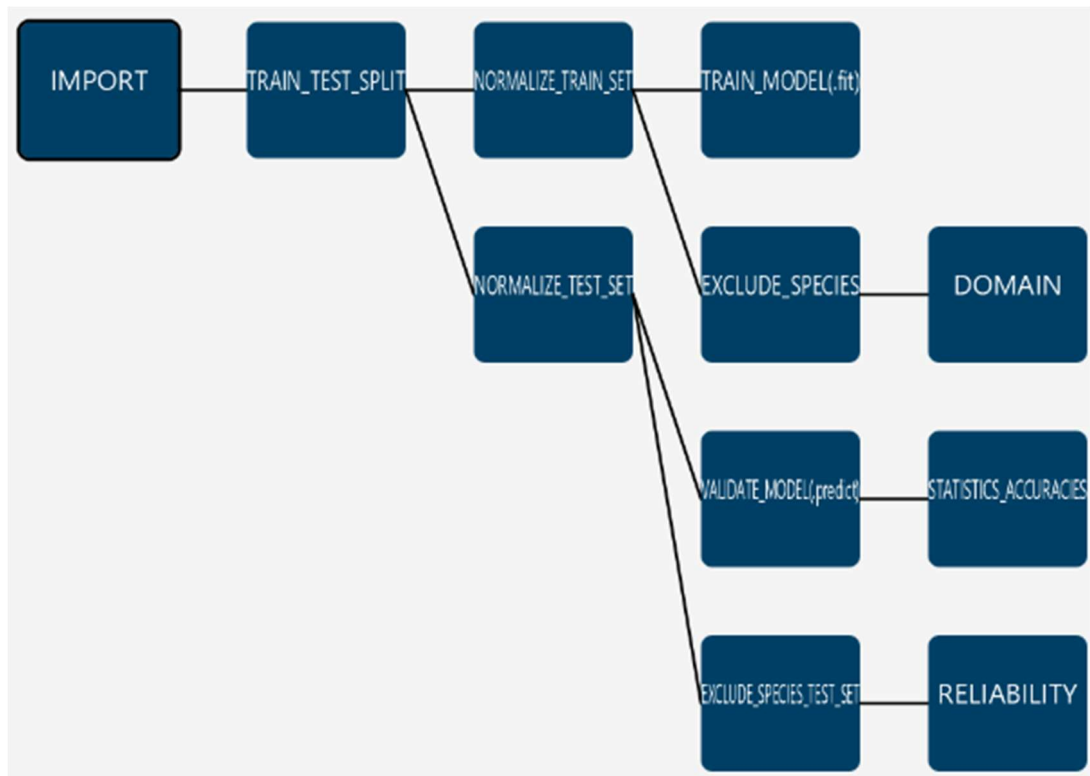 IMPORT
TRAIN_TEST_SPLIT
NORMALIZE_TRAIN_SET
TRAIN_MODEL(.fit)
NORMALIZE_TEST_SET
EXCLUDE_SPECIES
DOMAIN
VALIDATE_MODEL(.predict)
STATISTICS_ACCURACIES
EXCLUDE_SPECIES_TEST_SET
RELIABILITY